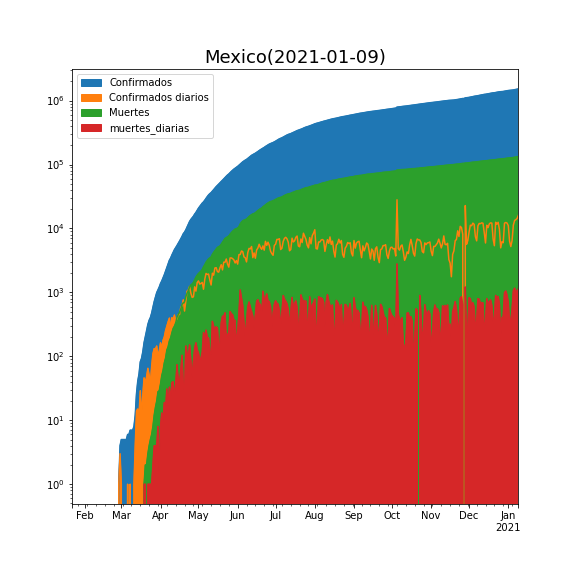 Mexico(2021-01-09)
Confirmados
Confirmados diarios
Muertes
muertes_diarias
10^6
10^5
10^4
10^3
10^2
10^1
10^0
Feb Mar Apr May Jun Jul Aug Sep Oct Nov Dec Jan
2021